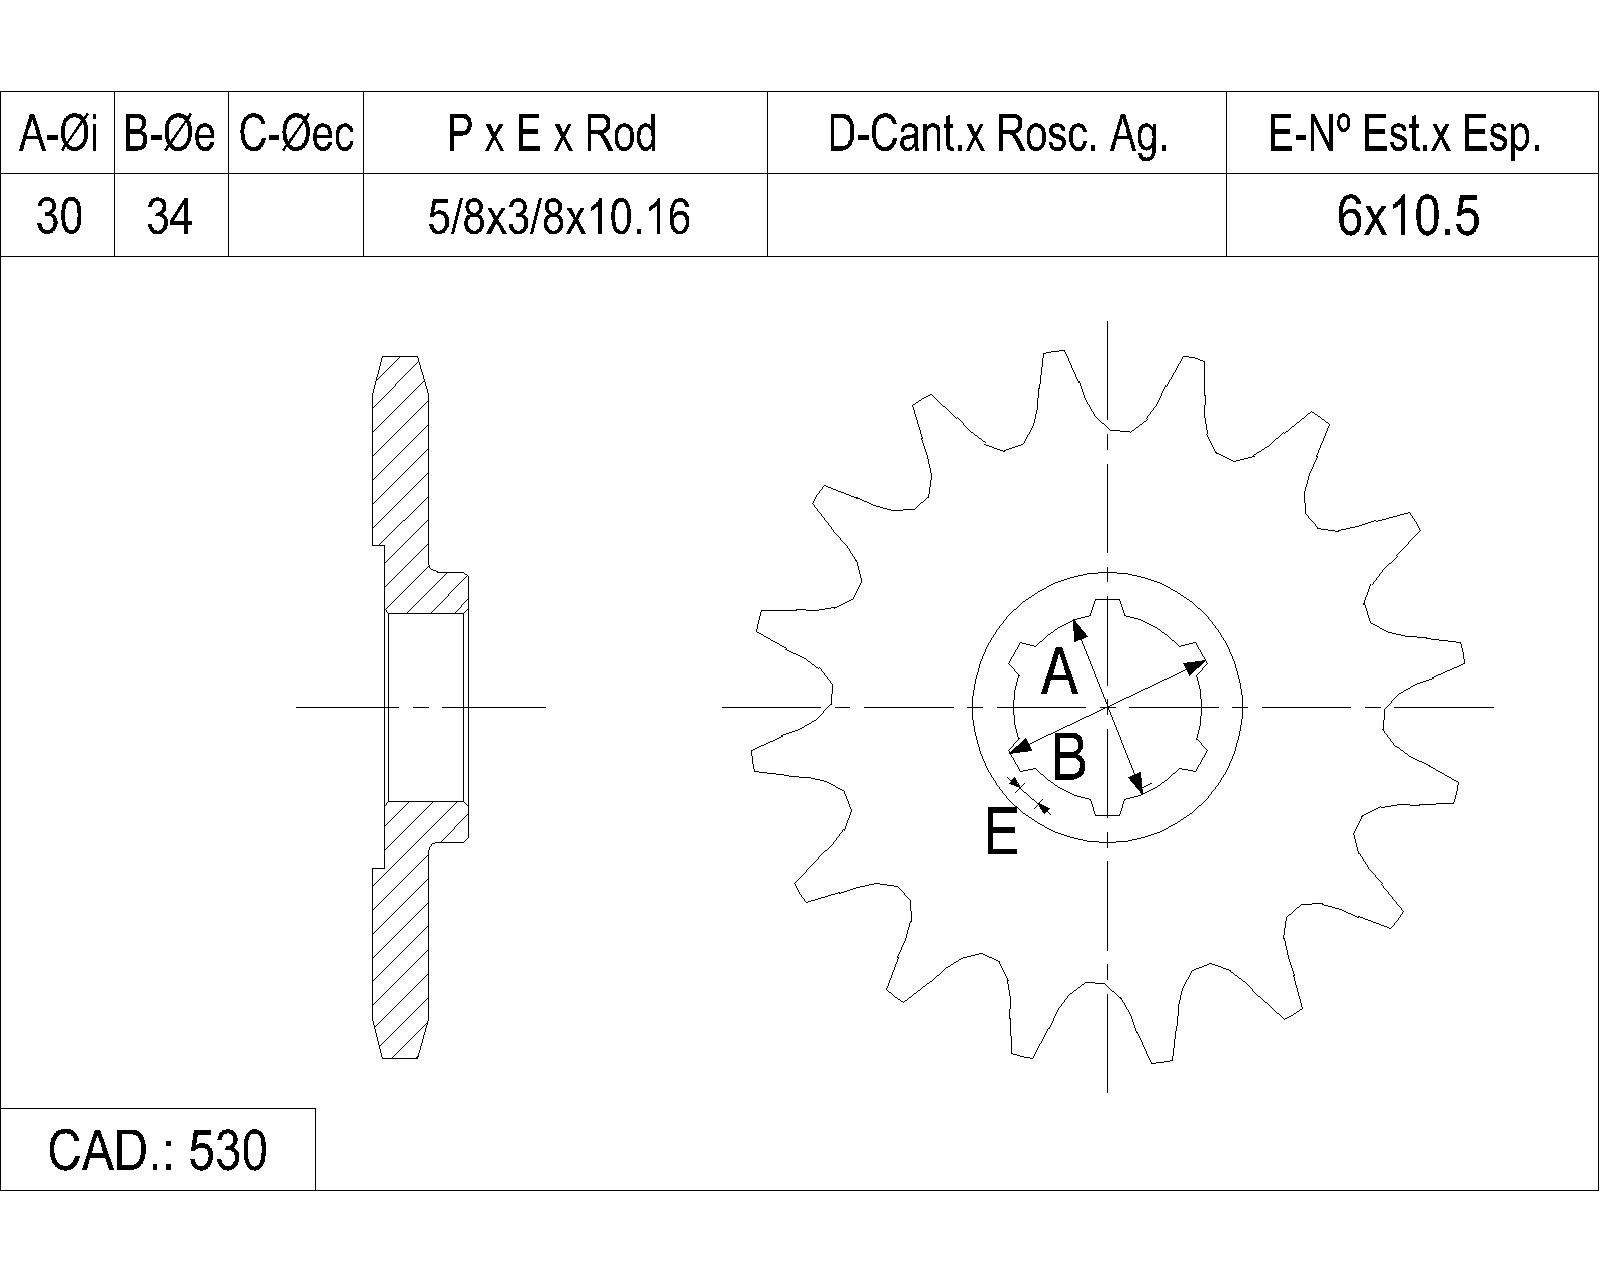 A-Øi B-Øe C-Øec P x E x Rod D-Cant.x Rosc. Ag. E-Nº Est.x Esp.
30 34 5/8x3/8x10.16 6x10.5
A
B
E
CAD.: 530